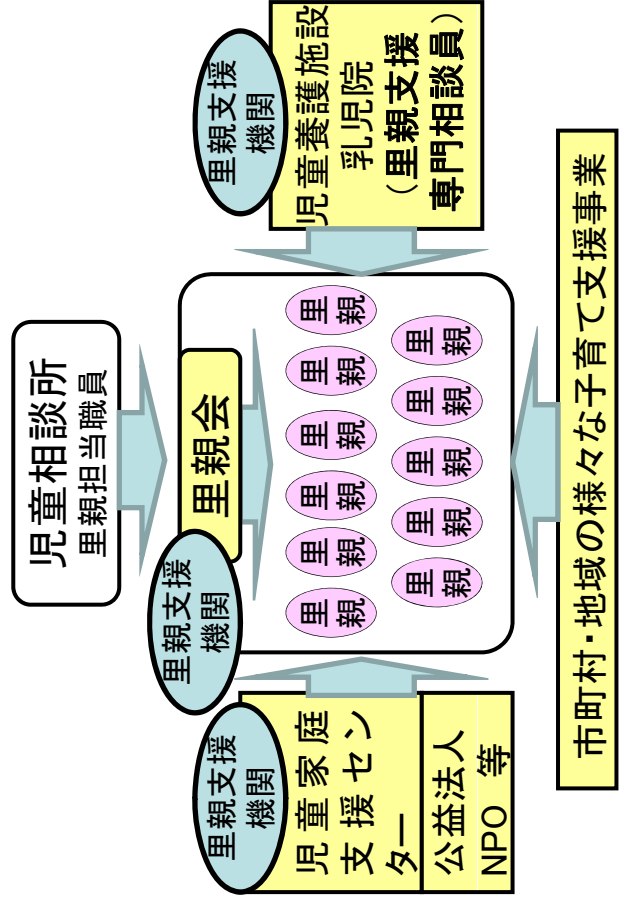 児童相談所
里親担当職員
里親支援
機関
里親会
里親支援
機関
児童家庭
支援セン
ター
公益法人
NPO 等
里親
里親
里親
里親
里親
里親
里親
里親
里親
里親
里親
里親支援
機関
児童養護施設
乳児院
（里親支援
専門相談員）
市町村・地域の様々な子育て支援事業